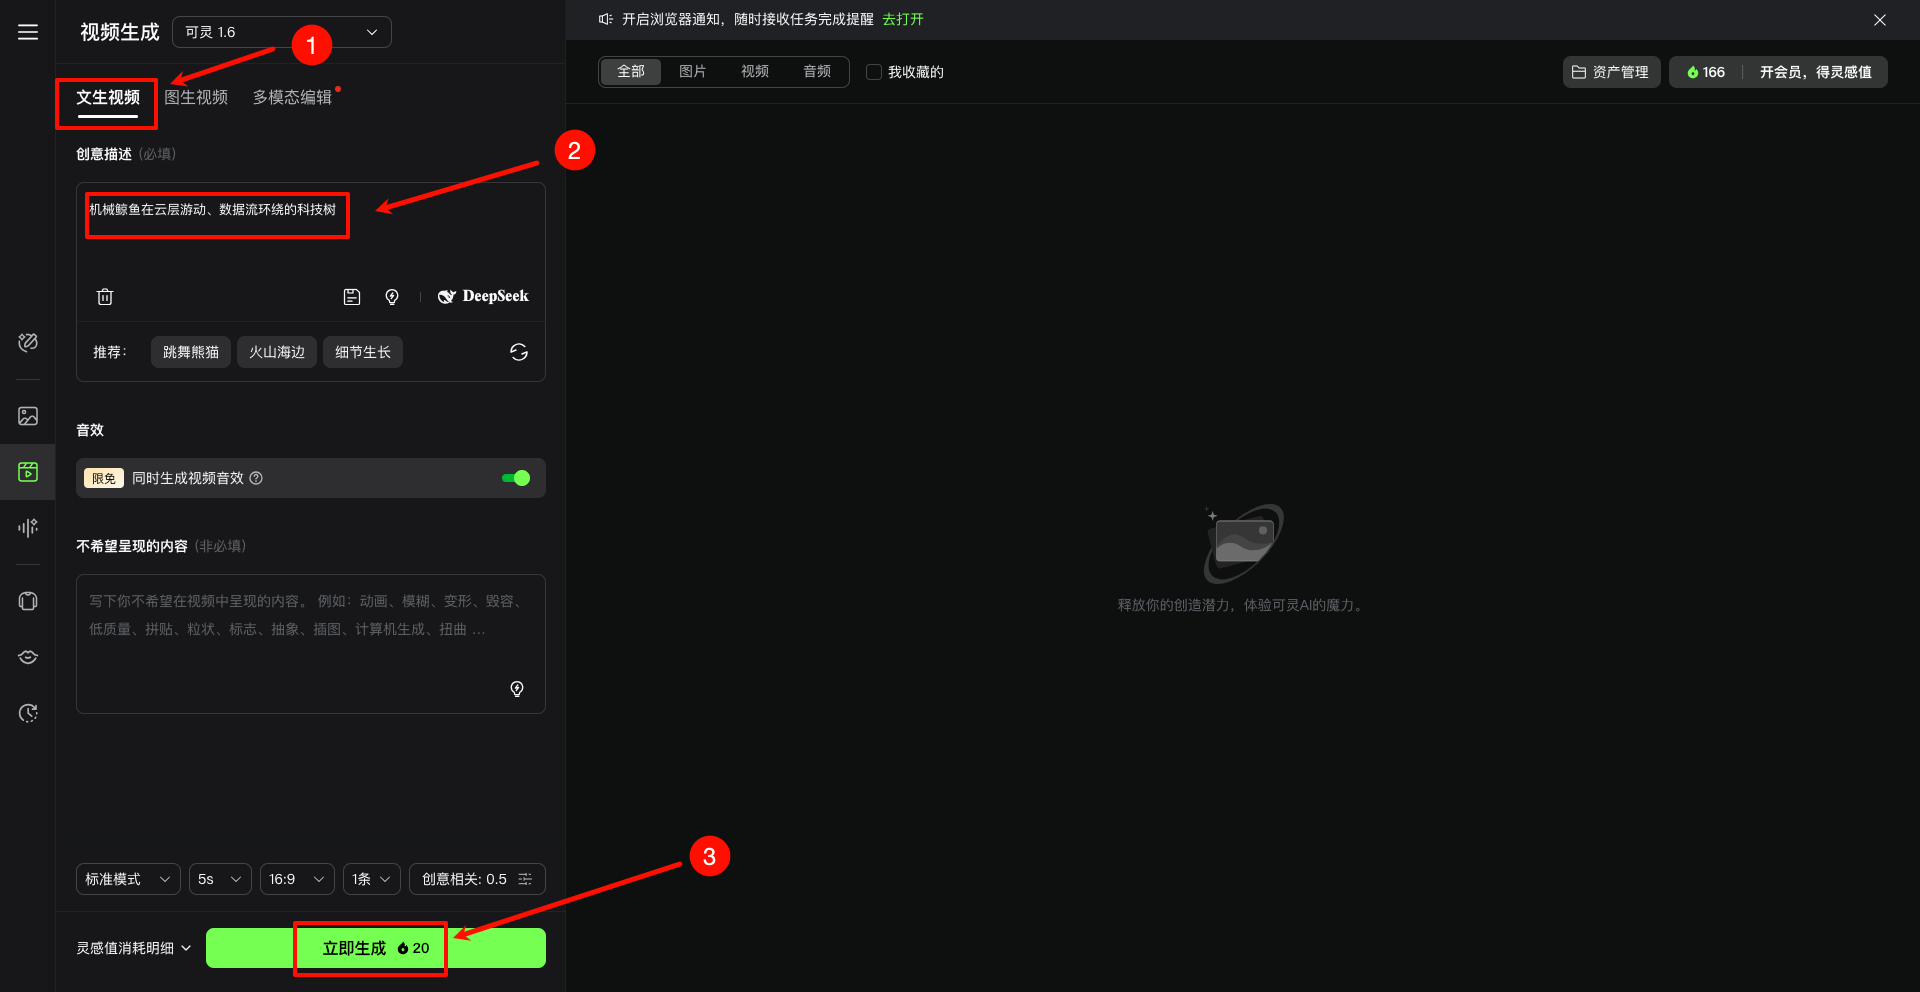 视频生成
可灵 1.6
1
文生视频
图生视频
多模态编辑
创意描述 (必填)
2
机械鲸鱼在云层游动、数据流环绕的科技树
DeepSeek
推荐：
跳舞熊猫
火山海边
细节生长
音效
限免 同时生成视频音效
不希望呈现的内容 (非必填)
写下你不希望在视频中呈现的内容。 例如：动画、模糊、变形、毁容、
低质量、拼贴、粒状、标志、抽象、插图、计算机生成、扭曲 ...
标准模式
5s
16:9
1条
创意相关: 0.5
3
灵感值消耗明细
立即生成 20
开启浏览器通知，随时接收任务完成提醒 去打开
全部
图片
视频
音频
我收藏的
资产管理
166
开会员，得灵感值
释放你的创造潜力，体验可灵AI的魔力。